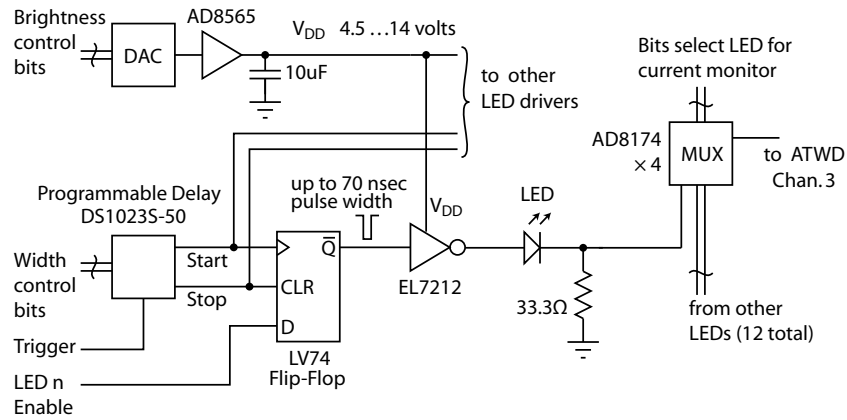 Brightness
control
bits
DAC
AD8565
V_DD 4.5 ...14 volts
10uF
to other
LED drivers
Bits select LED for
current monitor
AD8174
× 4
MUX
to ATWD
Chan. 3
Programmable Delay
DS1023S-50
up to 70 nsec
pulse width
Width
control
bits
Start
Stop
Q̅
CLR
D
V_DD
EL7212
LED
33.3Ω
from other
LEDs (12 total)
Trigger
LV74
Flip-Flop
LED n
Enable